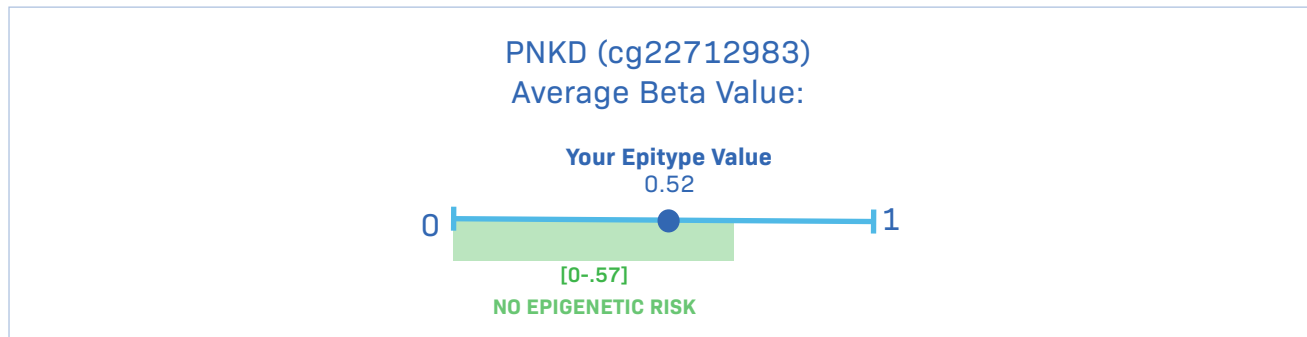 PNKD (cg22712983)
Average Beta Value:
Your Epitype Value
0.52
0 1
[0-.57]
NO EPIGENETIC RISK